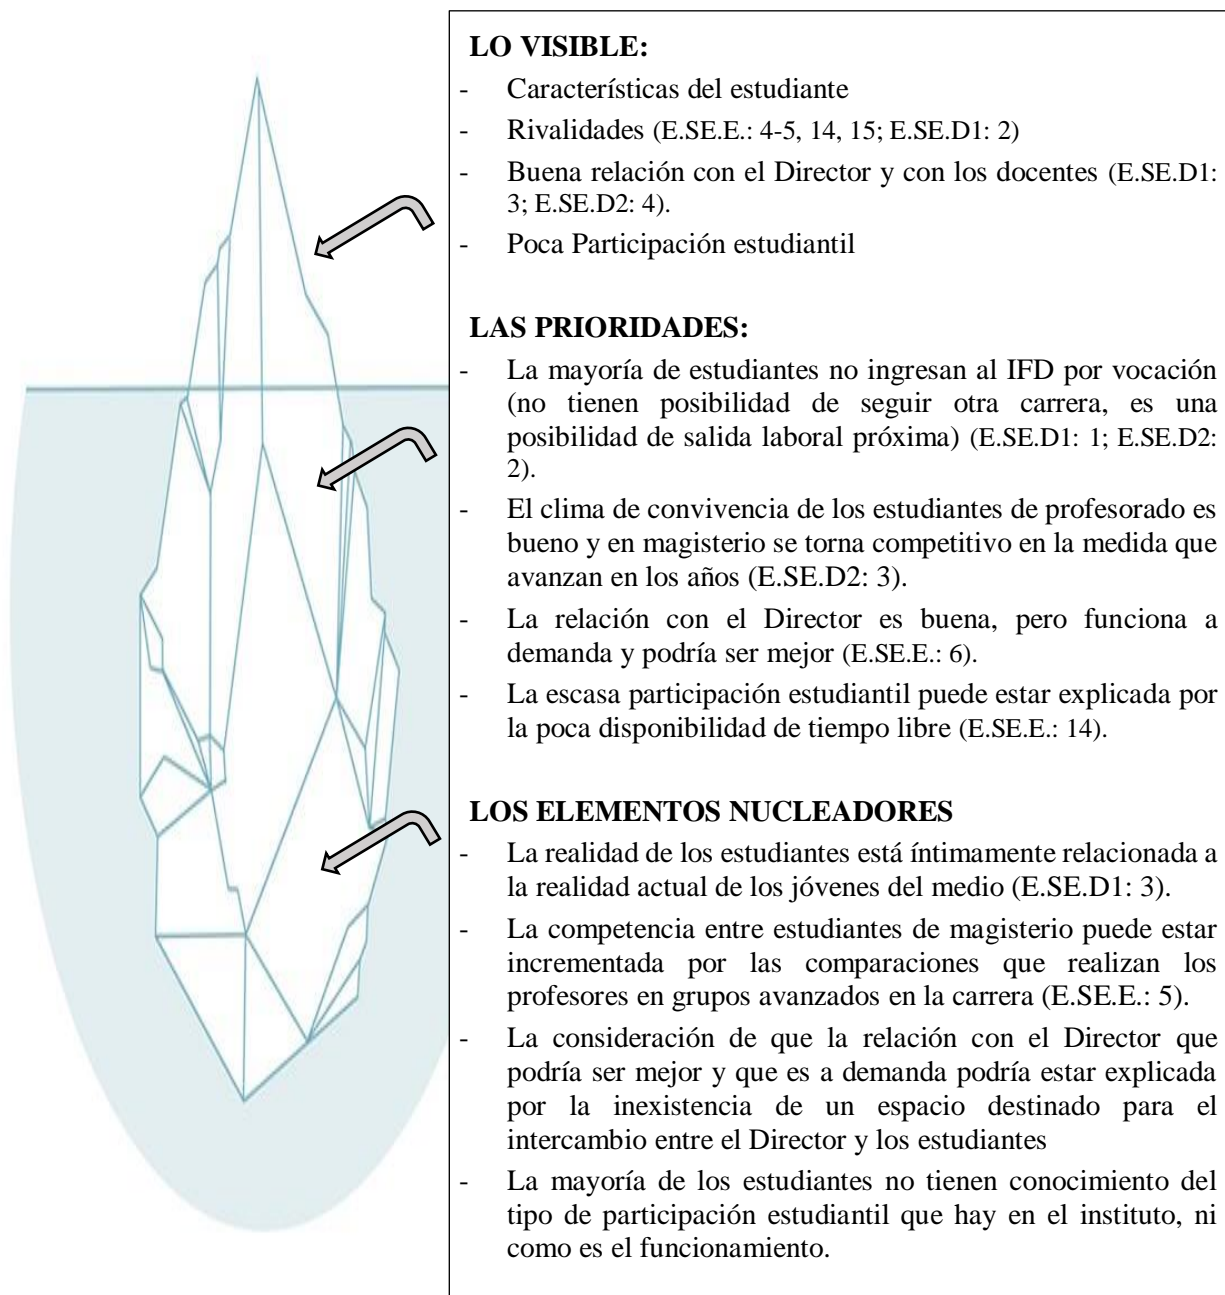 LO VISIBLE:
- Características del estudiante
- Rivalidades (E.SE.E.: 4-5, 14, 15; E.SE.D1: 2)
- Buena relación con el Director y con los docentes (E.SE.D1:
3; E.SE.D2: 4).
- Poca Participación estudiantil
LAS PRIORIDADES:
- La mayoría de estudiantes no ingresan al IFD por vocación
(no tienen posibilidad de seguir otra carrera, es una
posibilidad de salida laboral próxima) (E.SE.D1: 1; E.SE.D2:
2).
- El clima de convivencia de los estudiantes de profesorado es
bueno y en magisterio se torna competitivo en la medida que
avanzan en los años (E.SE.D2: 3).
- La relación con el Director es buena, pero funciona a
demanda y podría ser mejor (E.SE.E.: 6).
- La escasa participación estudiantil puede estar explicada por
la poca disponibilidad de tiempo libre (E.SE.E.: 14).
LOS ELEMENTOS NUCLEADORES
- La realidad de los estudiantes está íntimamente relacionada a
la realidad actual de los jóvenes del medio (E.SE.D1: 3).
- La competencia entre estudiantes de magisterio puede estar
incrementada por las comparaciones que realizan los
profesores en grupos avanzados en la carrera (E.SE.E.: 5).
- La consideración de que la relación con el Director que
podría ser mejor y que es a demanda podría estar explicada
por la inexistencia de un espacio destinado para el
intercambio entre el Director y los estudiantes
- La mayoría de los estudiantes no tienen conocimiento del
tipo de participación estudiantil que hay en el instituto, ni
como es el funcionamiento.